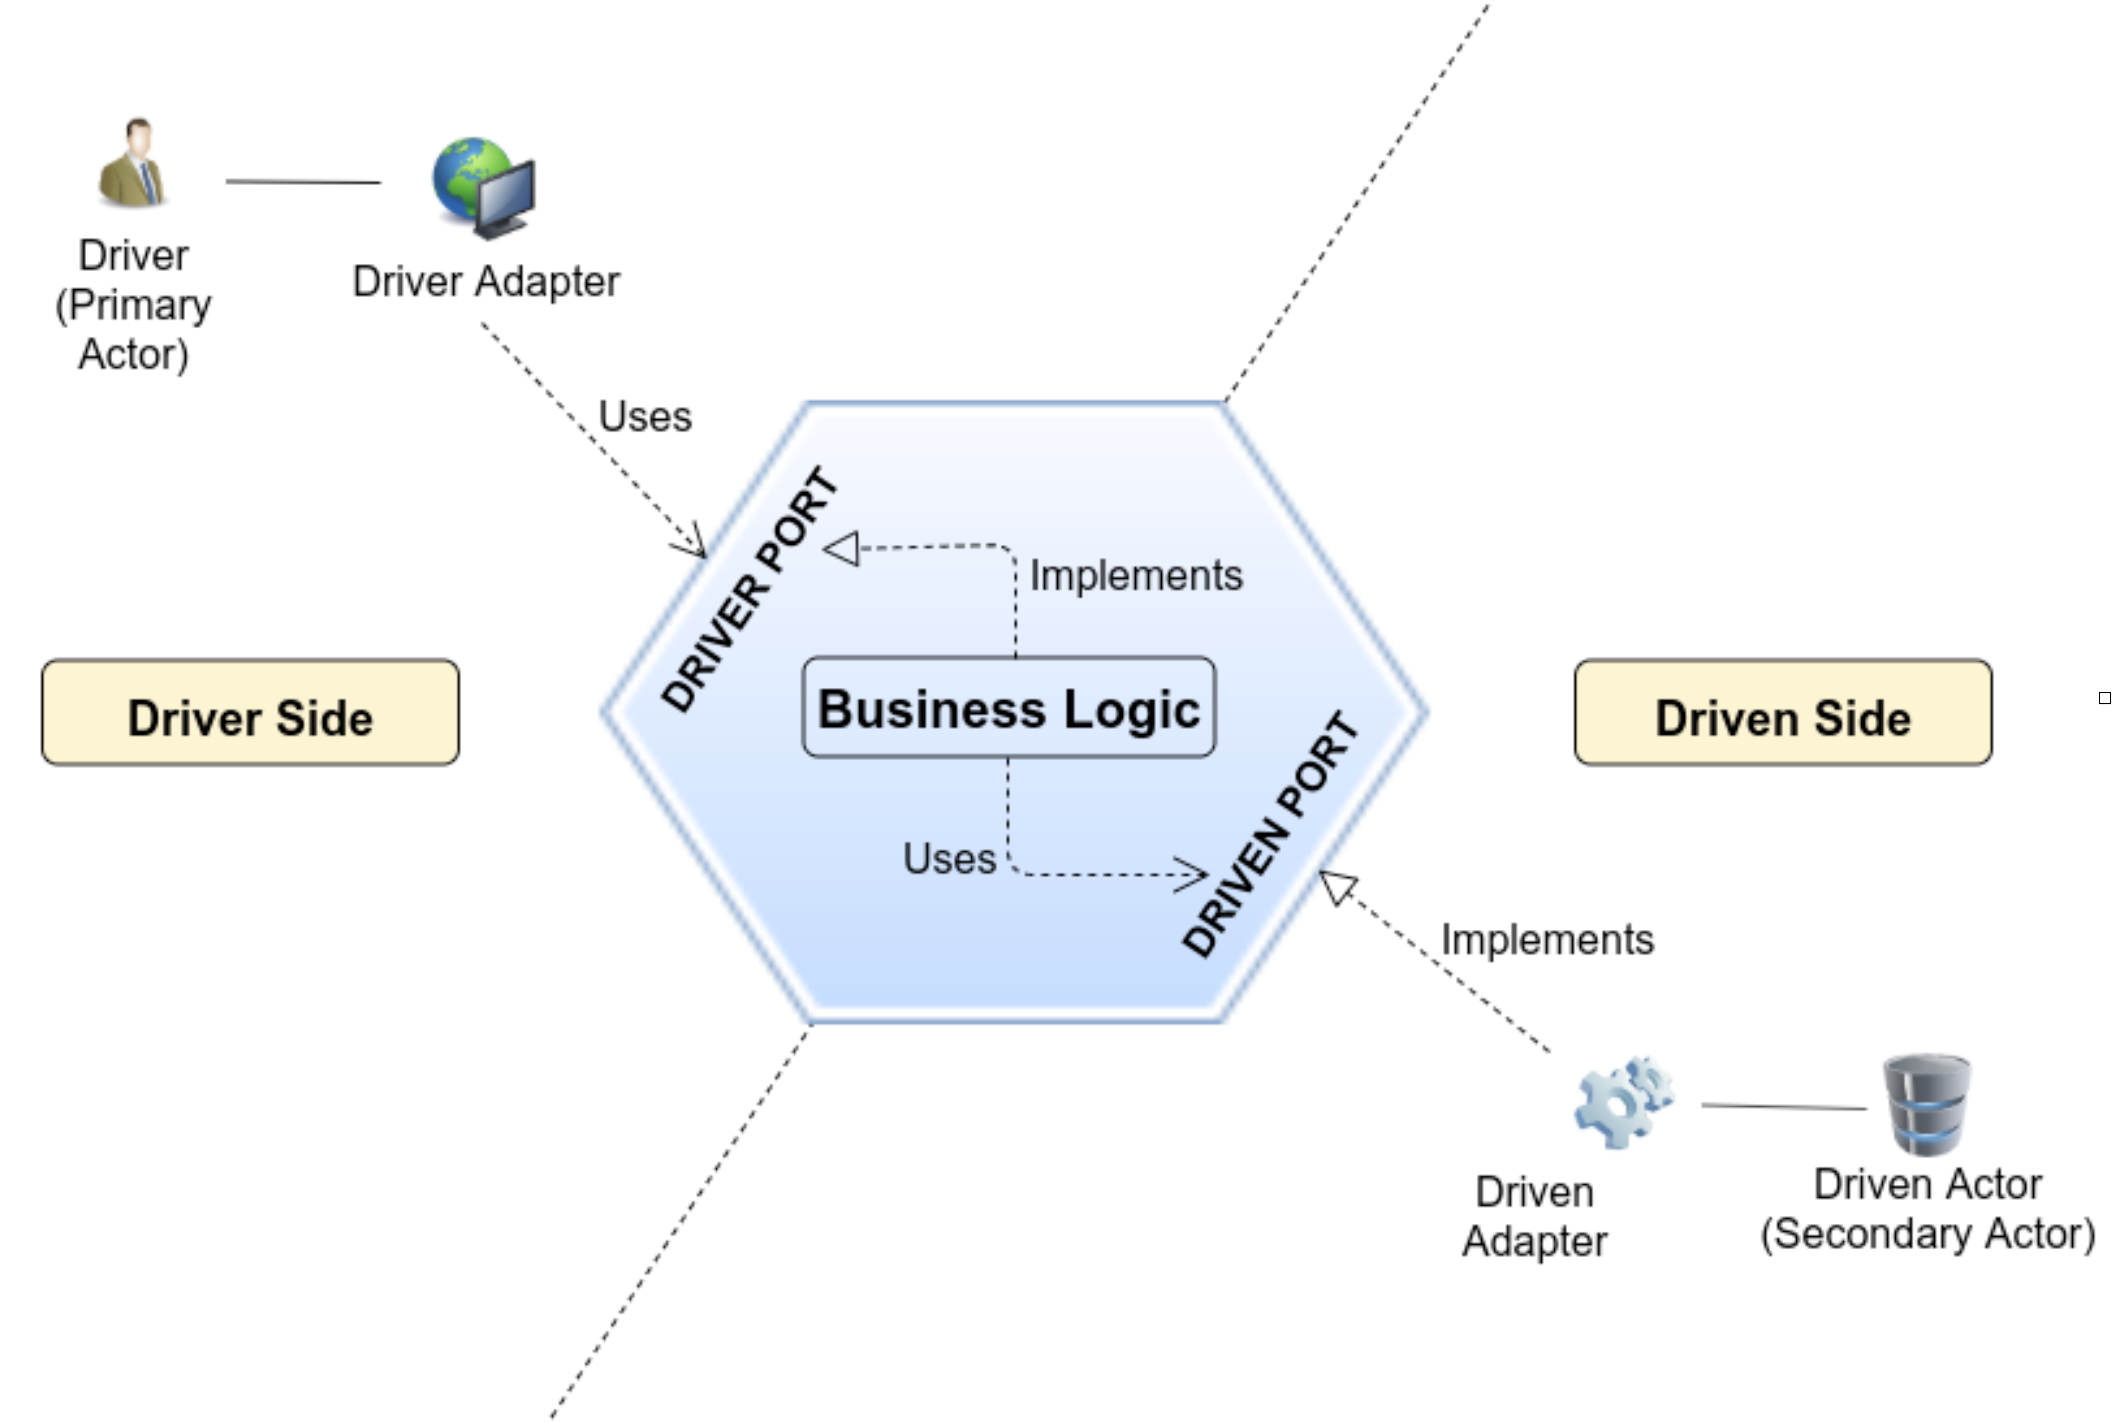 Driver
(Primary
Actor)
Driver Adapter
Uses
DRIVER PORT
Implements
Driver Side
Business Logic
Driven Side
Uses
DRIVEN PORT
Implements
Driven
Adapter
Driven Actor
(Secondary Actor)